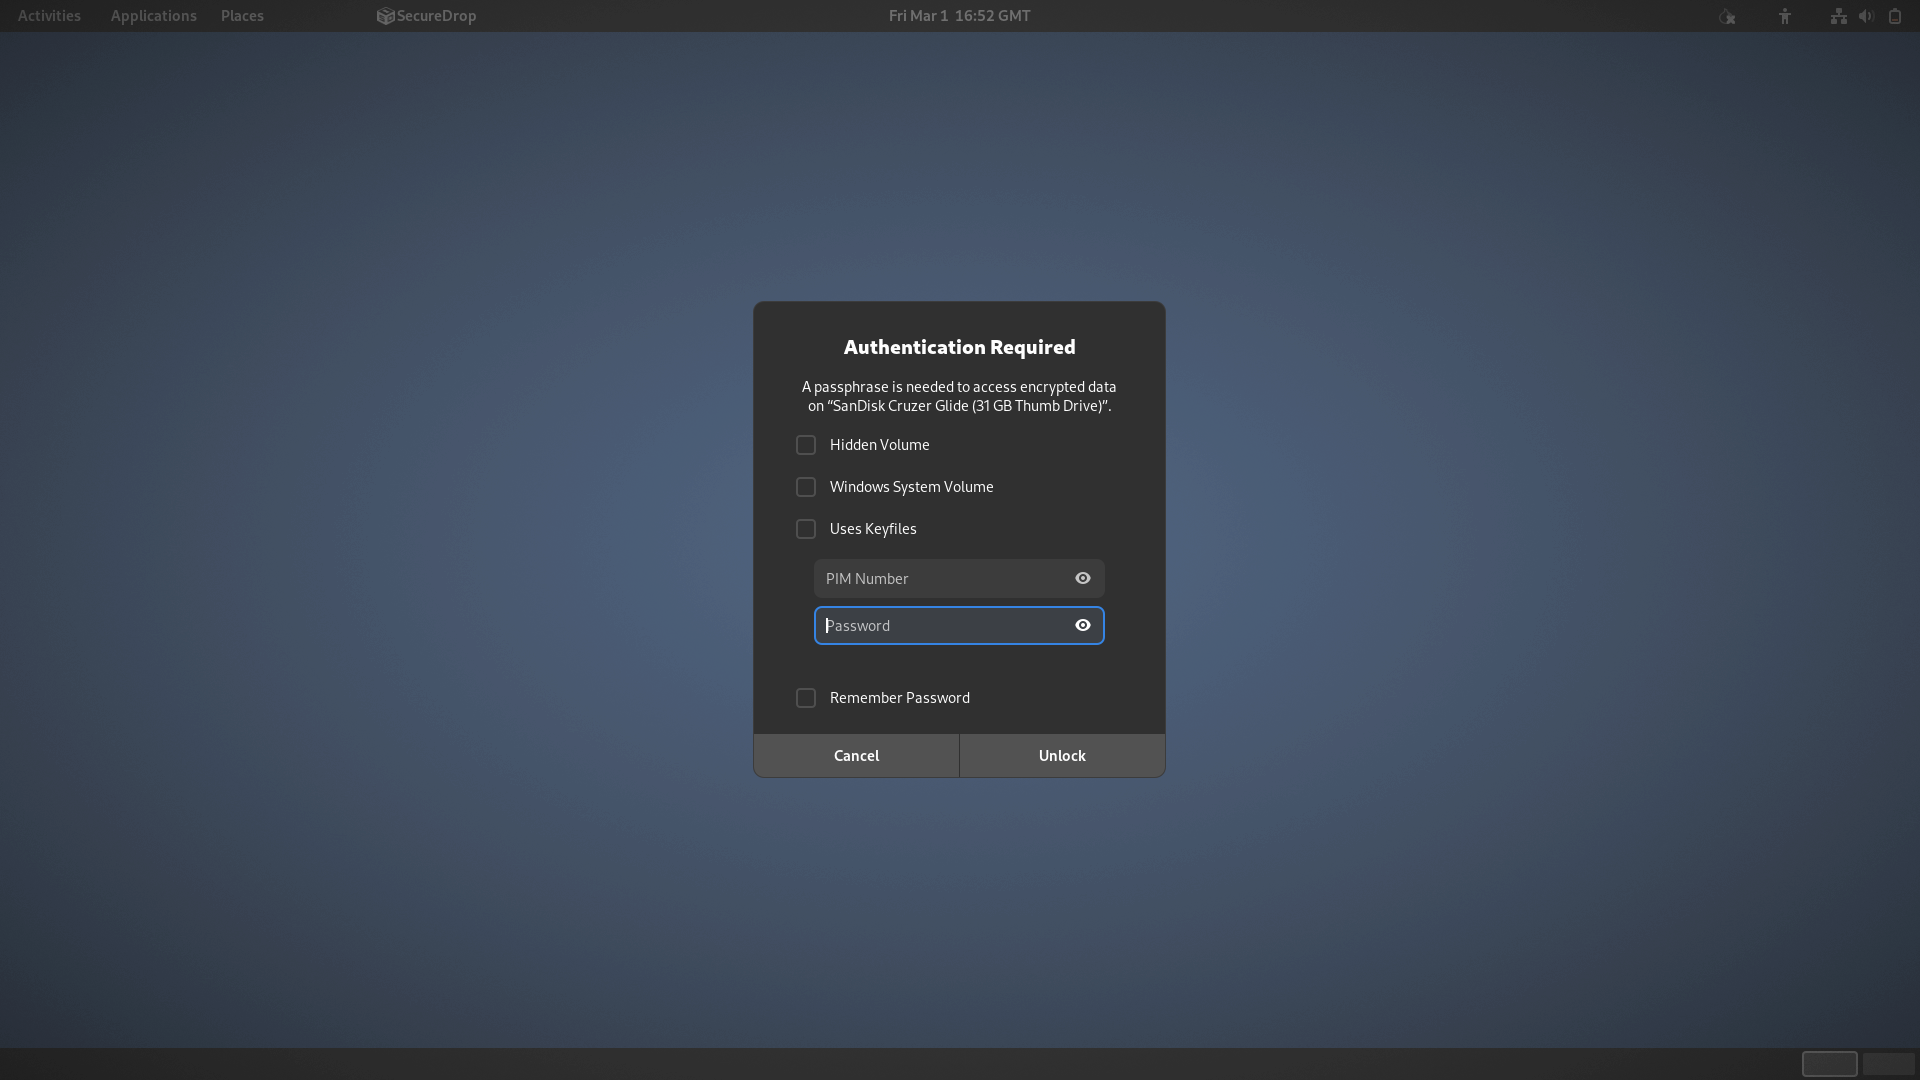 Activities Applications Places SecureDrop Fri Mar 1 16:52 GMT
Authentication Required
A passphrase is needed to access encrypted data
on “SanDisk Cruzer Glide (31 GB Thumb Drive)”.
Hidden Volume
Windows System Volume
Uses Keyfiles
PIM Number
Password
Remember Password
Cancel Unlock